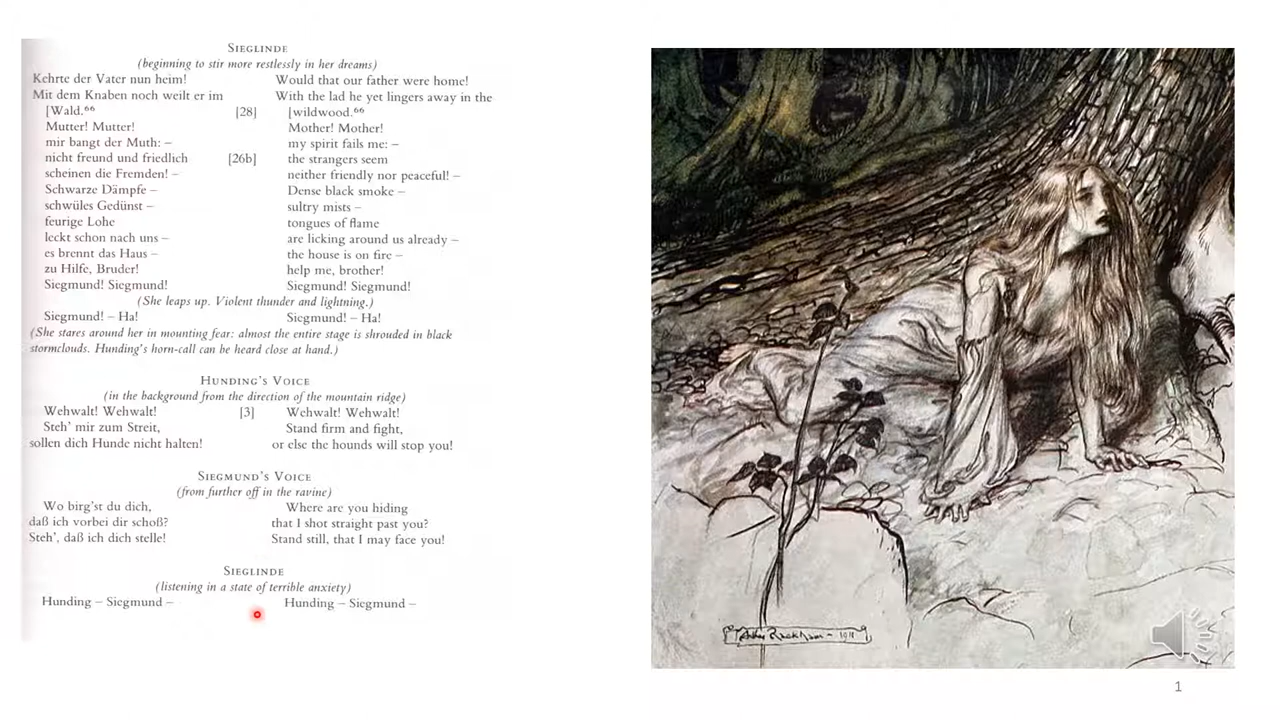 SIEGLINDE
(beginning to stir more restlessly in her dreams)
Kehrte der Vater nun heim! Would that our father were home!
Mit dem Knaben noch weilt er im With the lad he yet lingers away in the
[Wald.⁶⁶ [28] [wildwood.⁶⁶
Mutter! Mutter! Mother! Mother!
mir bangt der Muth: – my spirit fails me: –
nicht freund und friedlich [26b] the strangers seem
scheinen die Fremden! – neither friendly nor peaceful! –
Schwarze Dämpfe – Dense black smoke –
schwüles Gedünst – sultry mists –
feurige Lohe tongues of flame
leckt schon nach uns – are licking around us already –
es brennt das Haus – the house is on fire –
zu Hilfe, Bruder! help me, brother!
Siegmund! Siegmund! Siegmund! Siegmund!
(She leaps up. Violent thunder and lightning.)
Siegmund! – Ha! Siegmund! – Ha!
(She stares around her in mounting fear: almost the entire stage is shrouded in black
stormclouds. Hunding's horn-call can be heard close at hand.)
HUNDING'S VOICE
(in the background from the direction of the mountain ridge)
Wehwalt! Wehwalt! [3] Wehwalt! Wehwalt!
Steh' mir zum Streit, Stand firm and fight,
sollen dich Hunde nicht halten! or else the hounds will stop you!
SIEGMUND'S VOICE
(from further off in the ravine)
Wo birg'st du dich, Where are you hiding
daß ich vorbei dir schoß? that I shot straight past you?
Steh', daß ich dich stelle! Stand still, that I may face you!
SIEGLINDE
(listening in a state of terrible anxiety)
Hunding – Siegmund – Hunding – Siegmund –
Arthur Rackham – 1911
1